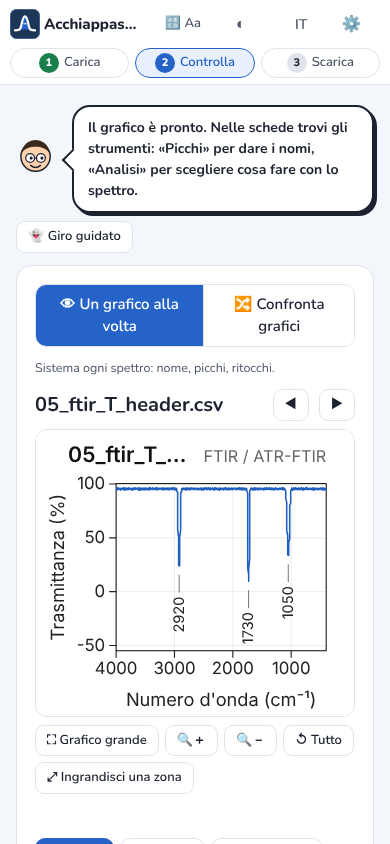 Acchiappas...
🔠 Aa
IT
1 Carica
2 Controlla
3 Scarica
Il grafico è pronto. Nelle schede trovi gli
strumenti: «Picchi» per dare i nomi,
«Analisi» per scegliere cosa fare con lo
spettro.
👻 Giro guidato
👁 Un grafico alla
volta
🔀 Confronta
grafici
Sistema ogni spettro: nome, picchi, ritocchi.
05_ftir_T_header.csv
◀ ▶
05_ftir_T_... FTIR / ATR-FTIR
Trasmittanza (%)
100
50
0
-50
2920
1730
1050
4000 3000 2000 1000
Numero d'onda (cm⁻¹)
⛶ Grafico grande
🔍 +
🔍 −
↺ Tutto
⤢ Ingrandisci una zona